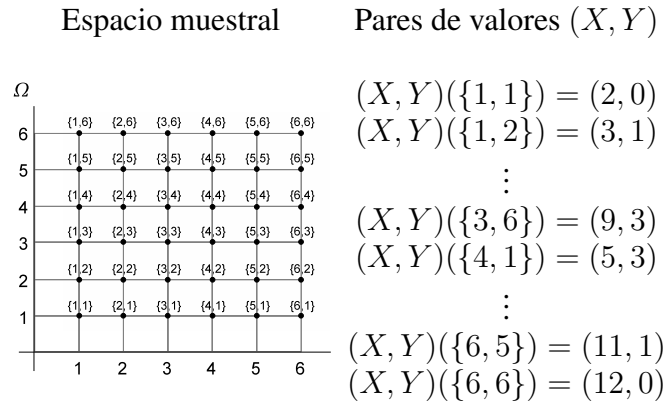 Espacio muestral
Pares de valores (X, Y)
Ω
6 {1,6} {2,6} {3,6} {4,6} {5,6} {6,6}
5 {1,5} {2,5} {3,5} {4,5} {5,5} {6,5}
4 {1,4} {2,4} {3,4} {4,4} {5,4} {6,4}
3 {1,3} {2,3} {3,3} {4,3} {5,3} {6,3}
2 {1,2} {2,2} {3,2} {4,2} {5,2} {6,2}
1 {1,1} {2,1} {3,1} {4,1} {5,1} {6,1}
1 2 3 4 5 6
(X, Y)({1, 1}) = (2, 0)
(X, Y)({1, 2}) = (3, 1)
⋮
(X, Y)({3, 6}) = (9, 3)
(X, Y)({4, 1}) = (5, 3)
⋮
(X, Y)({6, 5}) = (11, 1)
(X, Y)({6, 6}) = (12, 0)